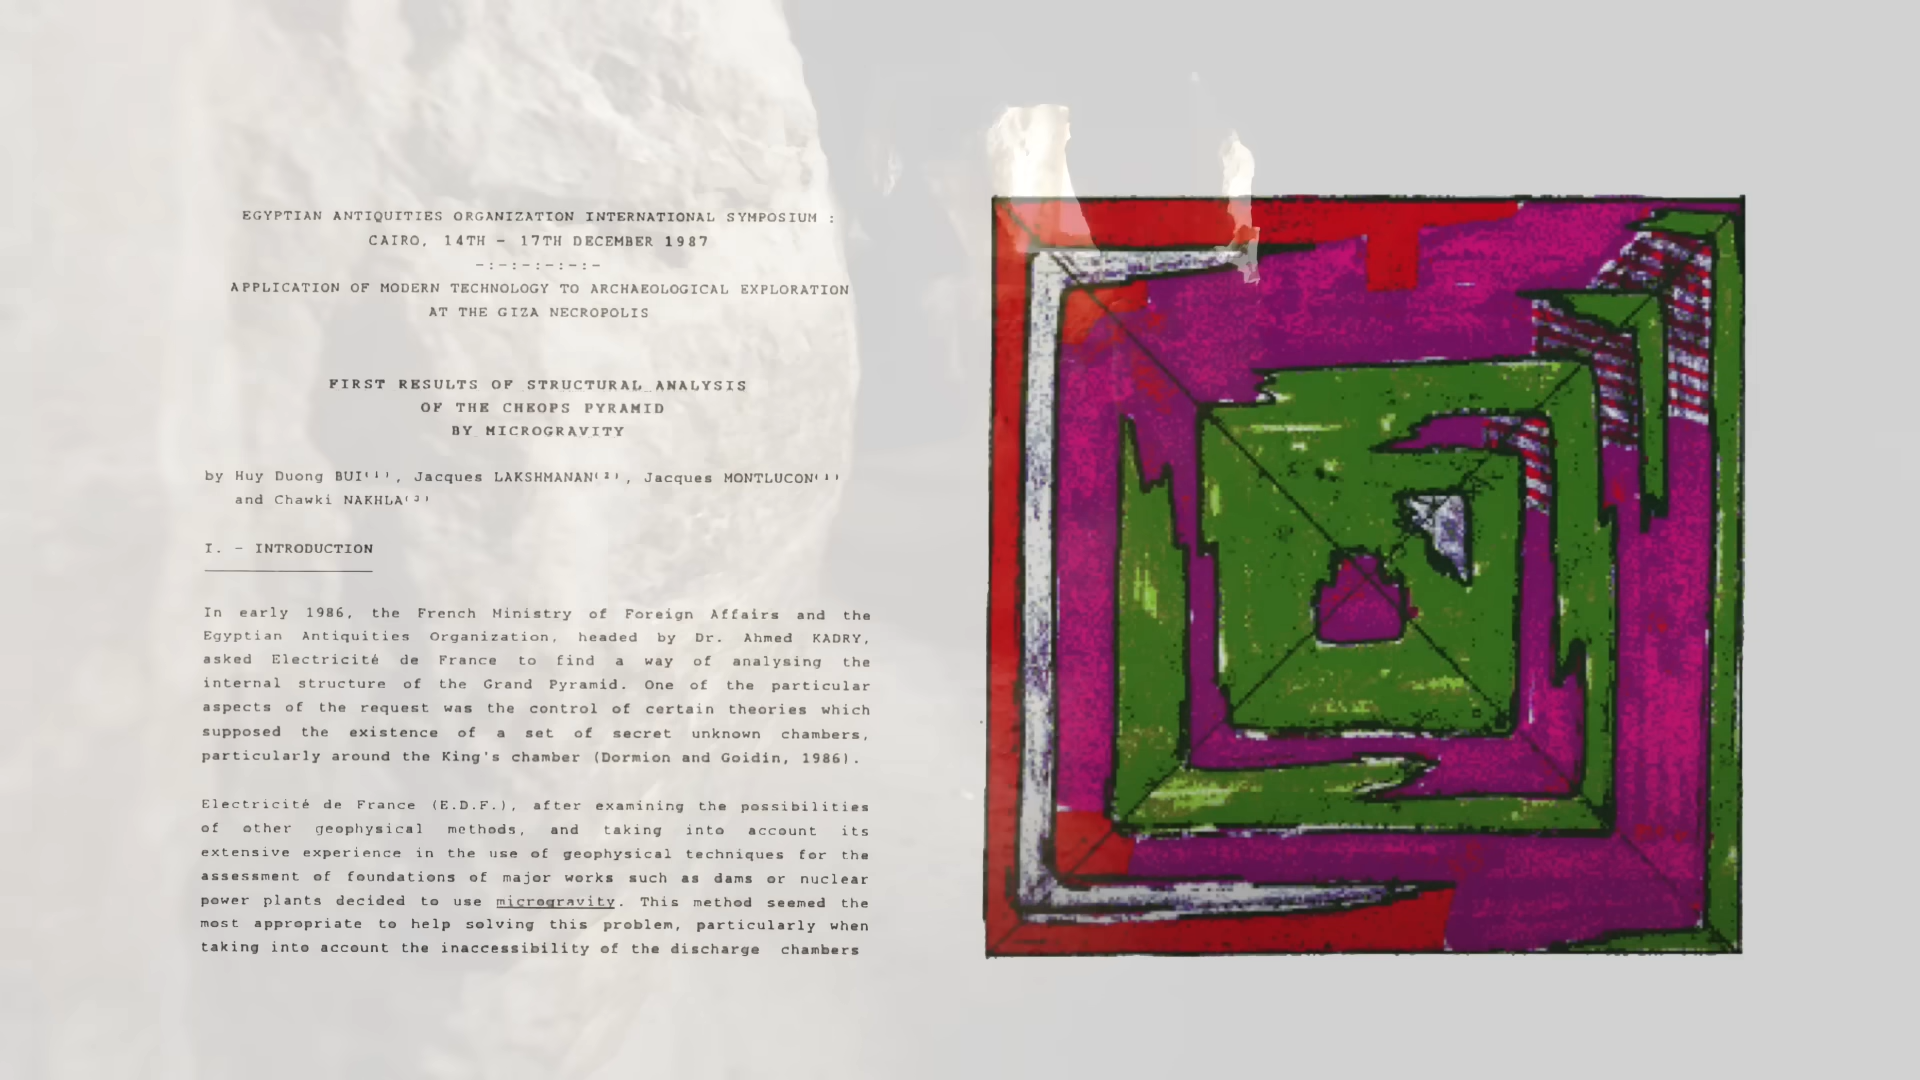 EGYPTIAN ANTIQUITIES ORGANIZATION INTERNATIONAL SYMPOSIUM :
CAIRO, 14TH - 17TH DECEMBER 1987
-:-:-:-:-:-
APPLICATION OF MODERN TECHNOLOGY TO ARCHAEOLOGICAL EXPLORATION
AT THE GIZA NECROPOLIS
FIRST RESULTS OF STRUCTURAL ANALYSIS
OF THE CHEOPS PYRAMID
BY MICROGRAVITY
by Huy Duong BUI(1), Jacques LAKSHMANAN(2), Jacques MONTLUCON(1)
and Chawki NAKHLA(3)
I. - INTRODUCTION
In early 1986, the French Ministry of Foreign Affairs and the
Egyptian Antiquities Organization, headed by Dr. Ahmed KADRY,
asked Electricité de France to find a way of analysing the
internal structure of the Grand Pyramid. One of the particular
aspects of the request was the control of certain theories which
supposed the existence of a set of secret unknown chambers,
particularly around the King's chamber (Dormion and Goidin, 1986).
Electricité de France (E.D.F.), after examining the possibilities
of other geophysical methods, and taking into account its
extensive experience in the use of geophysical techniques for the
assessment of foundations of major works such as dams or nuclear
power plants decided to use microgravity. This method seemed the
most appropriate to help solving this problem, particularly when
taking into account the inaccessibility of the discharge chambers